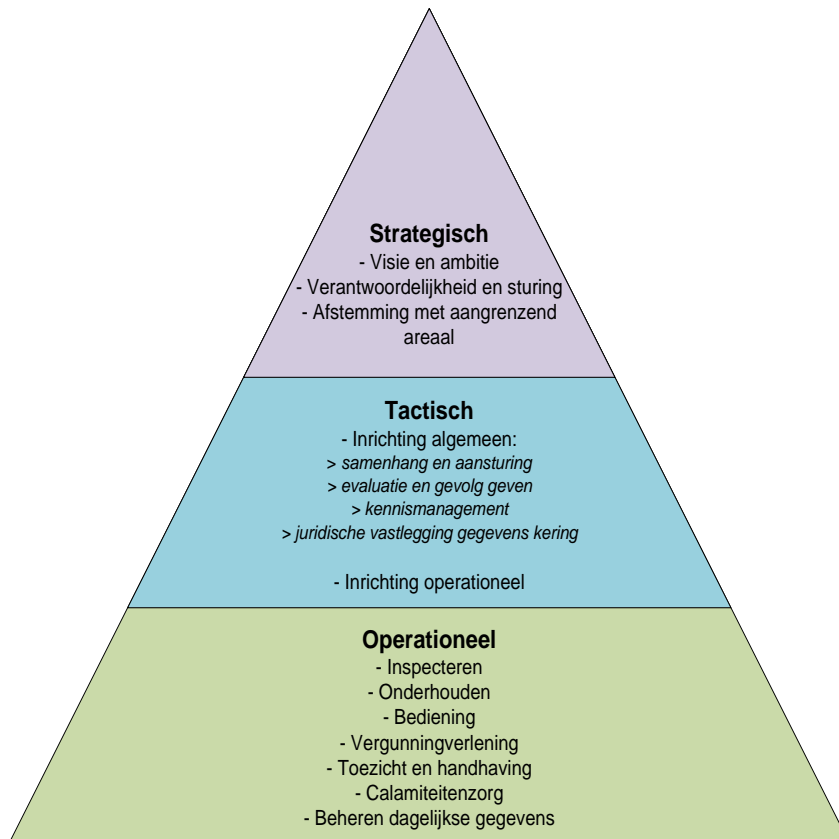 Strategisch
- Visie en ambitie
- Verantwoordelijkheid en sturing
- Afstemming met aangrenzend
areaal
Tactisch
- Inrichting algemeen:
> samenhang en aansturing
> evaluatie en gevolg geven
> kennismanagement
> juridische vastlegging gegevens kering
- Inrichting operationeel
Operationeel
- Inspecteren
- Onderhouden
- Bediening
- Vergunningverlening
- Toezicht en handhaving
- Calamiteitenzorg
- Beheren dagelijkse gegevens